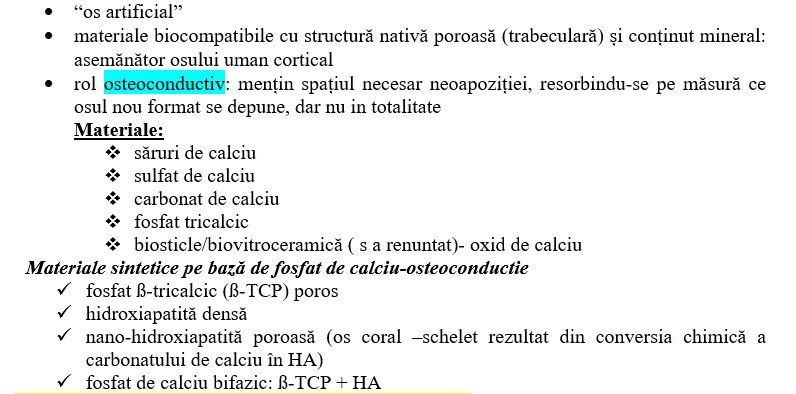 • “os artificial”
• materiale biocompatibile cu structură nativă poroasă (trabeculară) și conținut mineral:
asemănător osului uman cortical
• rol osteoconductiv: mențin spațiul necesar neoapoziției, resorbindu-se pe măsură ce
osul nou format se depune, dar nu in totalitate
Materiale:
❖ săruri de calciu
❖ sulfat de calciu
❖ carbonat de calciu
❖ fosfat tricalcic
❖ biosticle/biovitroceramică ( s a renuntat)- oxid de calciu
Materiale sintetice pe bază de fosfat de calciu-osteoconductie
✓ fosfat ß-tricalcic (ß-TCP) poros
✓ hidroxiapatită densă
✓ nano-hidroxiapatită poroasă (os coral –schelet rezultat din conversia chimică a
carbonatului de calciu în HA)
✓ fosfat de calciu bifazic: ß-TCP + HA